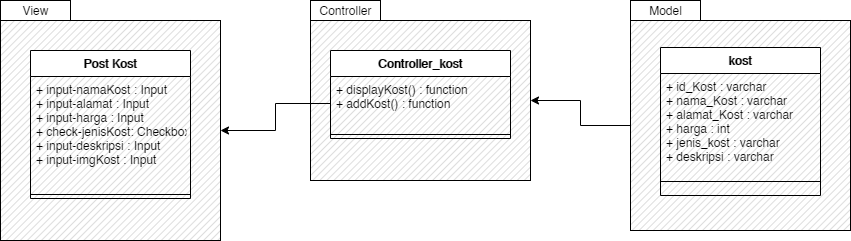 View
Post Kost
+ input-namaKost : Input
+ input-alamat : Input
+ input-harga : Input
+ check-jenisKost: Checkbox
+ input-deskripsi : Input
+ input-imgKost : Input
Controller
Controller_kost
+ displayKost() : function
+ addKost() : function
Model
kost
+ id_Kost : varchar
+ nama_Kost : varchar
+ alamat_Kost : varchar
+ harga : int
+ jenis_kost : varchar
+ deskripsi : varchar